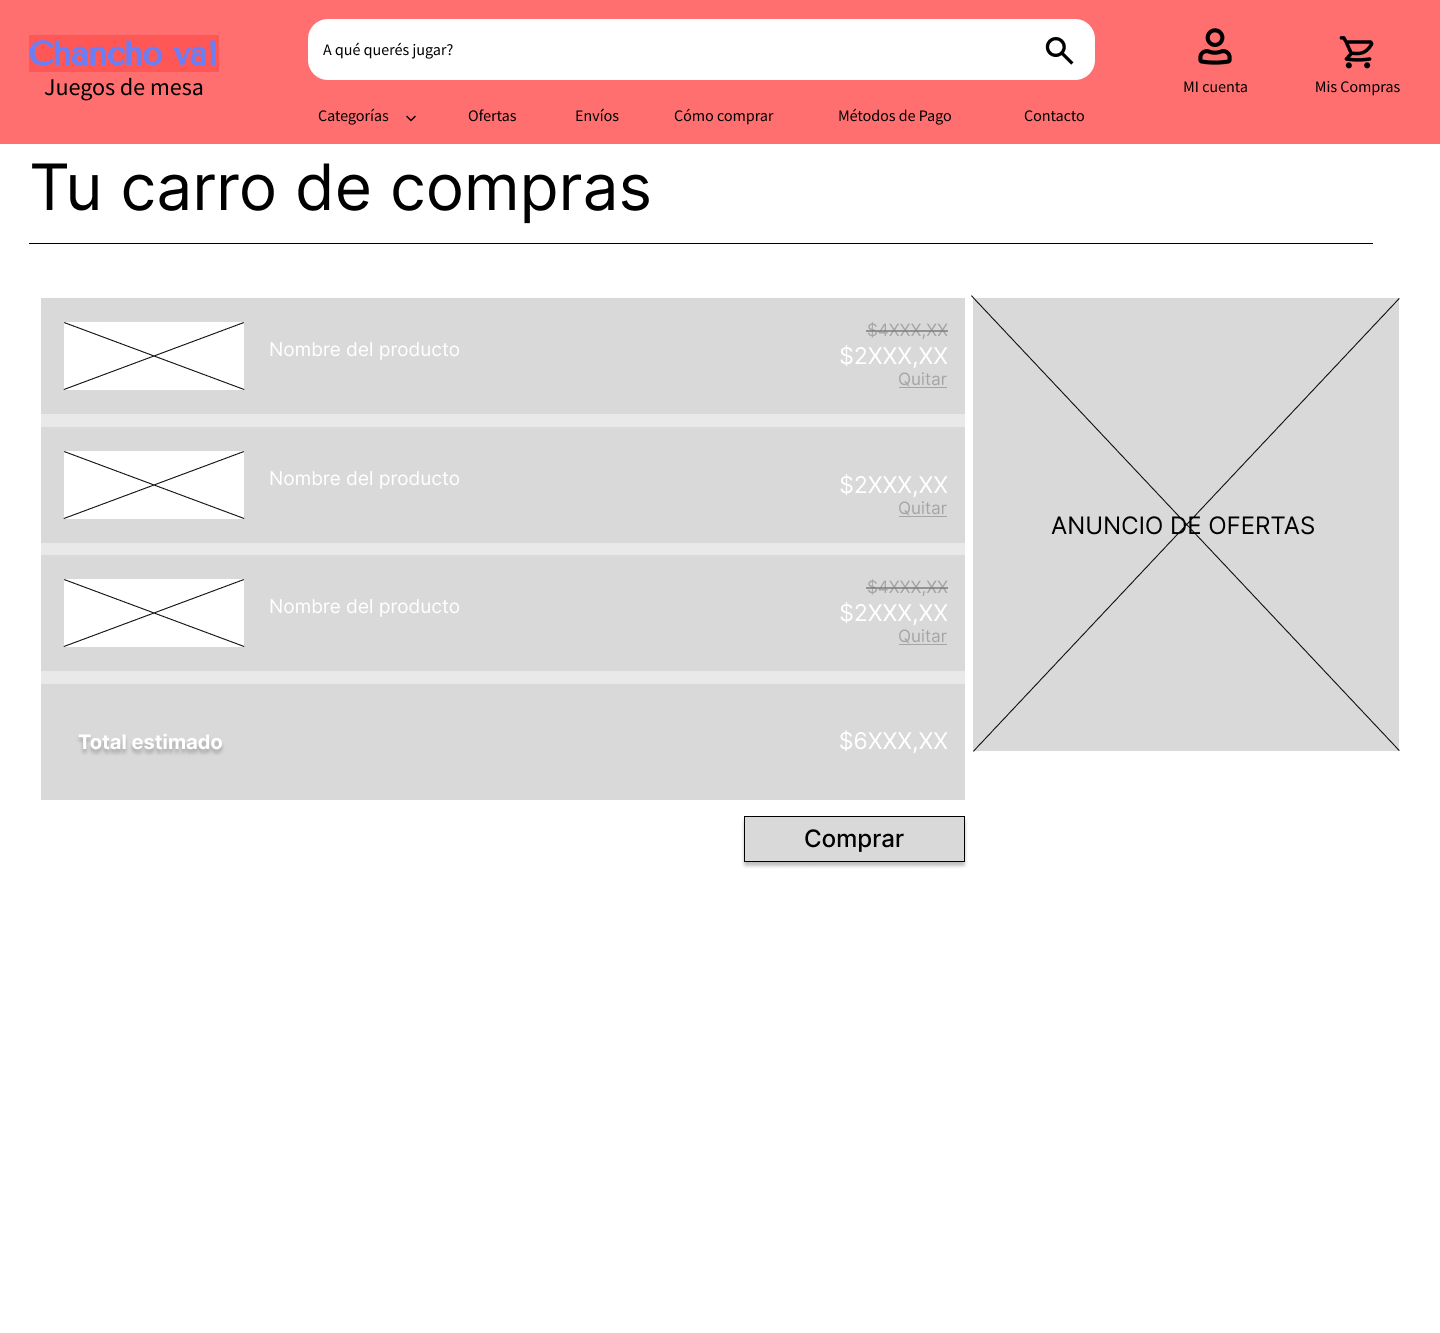 Chancho val
Juegos de mesa
A qué querés jugar?
MI cuenta
Mis Compras
Categorías
Ofertas
Envíos
Cómo comprar
Métodos de Pago
Contacto
Tu carro de compras
$4XXX,XX
Nombre del producto
$2XXX,XX
Quitar
Nombre del producto
$2XXX,XX
Quitar
$4XXX,XX
Nombre del producto
$2XXX,XX
Quitar
Total estimado
$6XXX,XX
ANUNCIO DE OFERTAS
Comprar